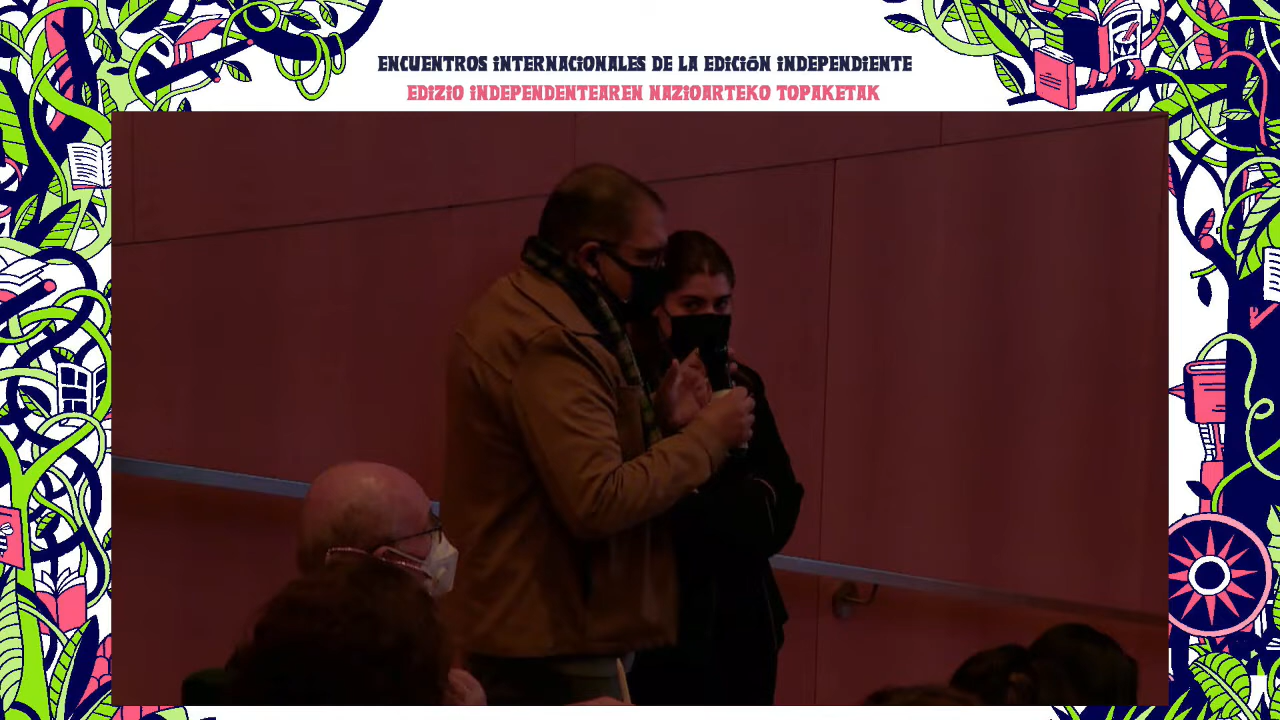 ENCUENTROS INTERNACIONALES DE LA EDICIÓN INDEPENDIENTE
EDIZIO INDEPENDENTEAREN NAZIOARTEKO TOPAKETAK